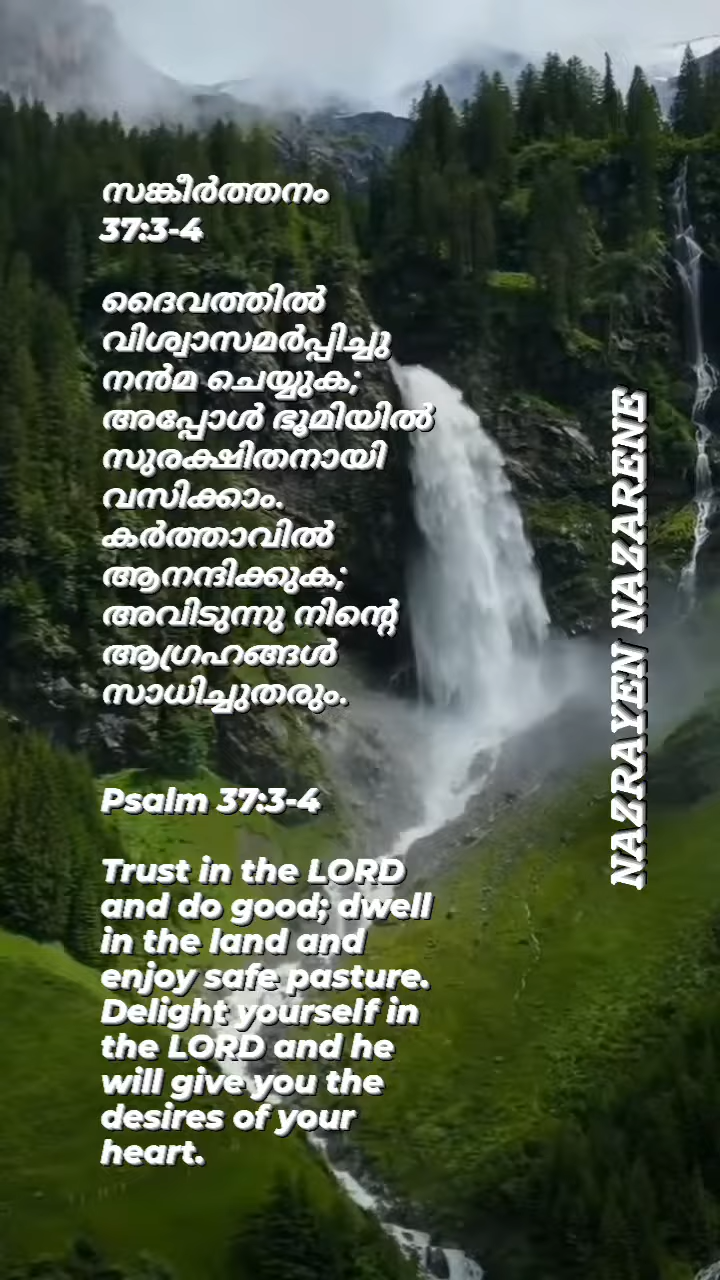 സങ്കീർത്തനം
37:3-4
ദൈവത്തിൽ
വിശ്വാസമർപ്പിച്ചു
നൻമ ചെയ്യുക;
അപ്പോൾ ഭൂമിയിൽ
സുരക്ഷിതനായി
വസിക്കാം.
കർത്താവിൽ
ആനന്ദിക്കുക;
അവിടുന്നു നിന്റെ
ആഗ്രഹങ്ങൾ
സാധിച്ചുതരും.
Psalm 37:3-4
Trust in the LORD
and do good; dwell
in the land and
enjoy safe pasture.
Delight yourself in
the LORD and he
will give you the
desires of your
heart.
NAZRAYEN NAZARENE